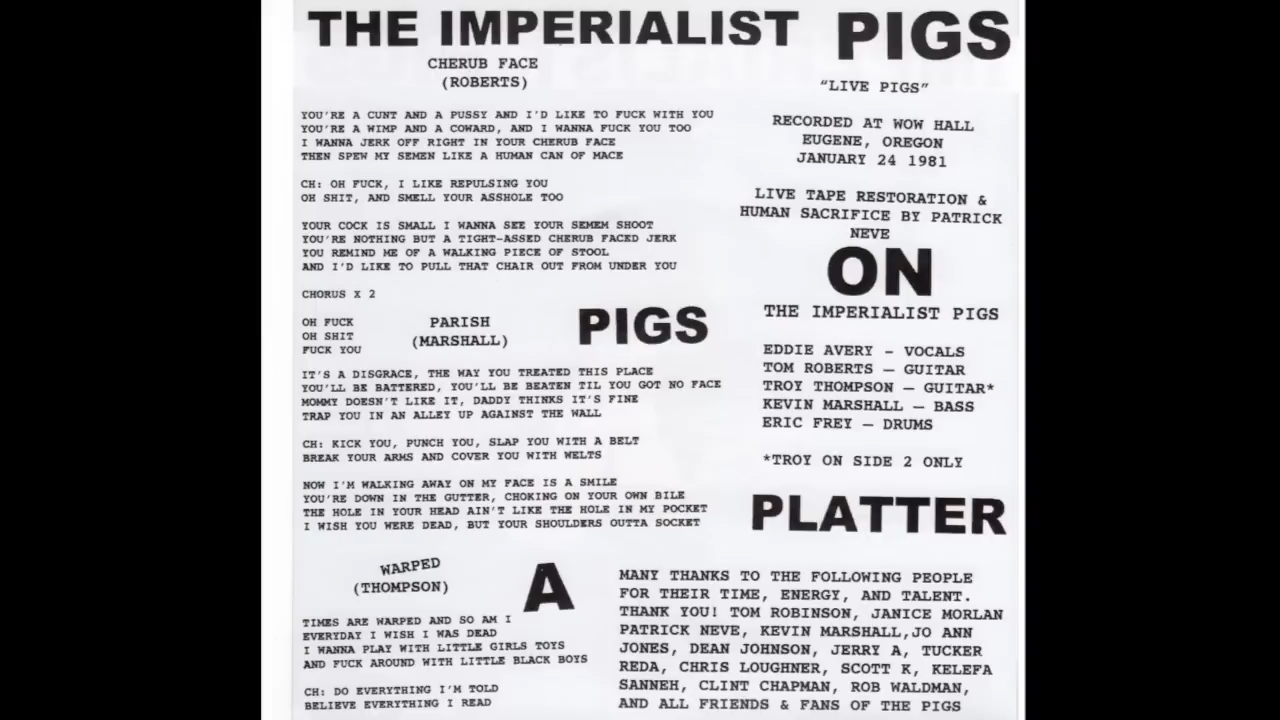 THE IMPERIALIST PIGS
CHERUB FACE
(ROBERTS)
YOU'RE A CUNT AND A PUSSY AND I'D LIKE TO FUCK WITH YOU
YOU'RE A WIMP AND A COWARD, AND I WANNA FUCK YOU TOO
I WANNA JERK OFF RIGHT IN YOUR CHERUB FACE
THEN SPEW MY SEMEN LIKE A HUMAN CAN OF MACE
CH: OH FUCK, I LIKE REPULSING YOU
OH SHIT, AND SMELL YOUR ASSHOLE TOO
YOUR COCK IS SMALL I WANNA SEE YOUR SEMEM SHOOT
YOU'RE NOTHING BUT A TIGHT-ASSED CHERUB FACED JERK
YOU REMIND ME OF A WALKING PIECE OF STOOL
AND I'D LIKE TO PULL THAT CHAIR OUT FROM UNDER YOU
CHORUS X 2
OH FUCK
OH SHIT
FUCK YOU
PARISH
(MARSHALL)
PIGS
IT'S A DISGRACE, THE WAY YOU TREATED THIS PLACE
YOU'LL BE BATTERED, YOU'LL BE BEATEN TIL YOU GOT NO FACE
MOMMY DOESN'T LIKE IT, DADDY THINKS IT'S FINE
TRAP YOU IN AN ALLEY UP AGAINST THE WALL
CH: KICK YOU, PUNCH YOU, SLAP YOU WITH A BELT
BREAK YOUR ARMS AND COVER YOU WITH WELTS
NOW I'M WALKING AWAY ON MY FACE IS A SMILE
YOU'RE DOWN IN THE GUTTER, CHOKING ON YOUR OWN BILE
THE HOLE IN YOUR HEAD AIN'T LIKE THE HOLE IN MY POCKET
I WISH YOU WERE DEAD, BUT YOUR SHOULDERS OUTTA SOCKET
WARPED
(THOMPSON)
A
TIMES ARE WARPED AND SO AM I
EVERYDAY I WISH I WAS DEAD
I WANNA PLAY WITH LITTLE GIRLS TOYS
AND FUCK AROUND WITH LITTLE BLACK BOYS
CH: DO EVERYTHING I'M TOLD
BELIEVE EVERYTHING I READ
"LIVE PIGS"
RECORDED AT WOW HALL
EUGENE, OREGON
JANUARY 24 1981
LIVE TAPE RESTORATION &
HUMAN SACRIFICE BY PATRICK
NEVE
ON
THE IMPERIALIST PIGS
EDDIE AVERY – VOCALS
TOM ROBERTS – GUITAR
TROY THOMPSON – GUITAR*
KEVIN MARSHALL – BASS
ERIC FREY – DRUMS
*TROY ON SIDE 2 ONLY
PLATTER
MANY THANKS TO THE FOLLOWING PEOPLE
FOR THEIR TIME, ENERGY, AND TALENT.
THANK YOU! TOM ROBINSON, JANICE MORLAN
PATRICK NEVE, KEVIN MARSHALL,JO ANN
JONES, DEAN JOHNSON, JERRY A, TUCKER
REDA, CHRIS LOUGHNER, SCOTT K, KELEFA
SANNEH, CLINT CHAPMAN, ROB WALDMAN,
AND ALL FRIENDS & FANS OF THE PIGS